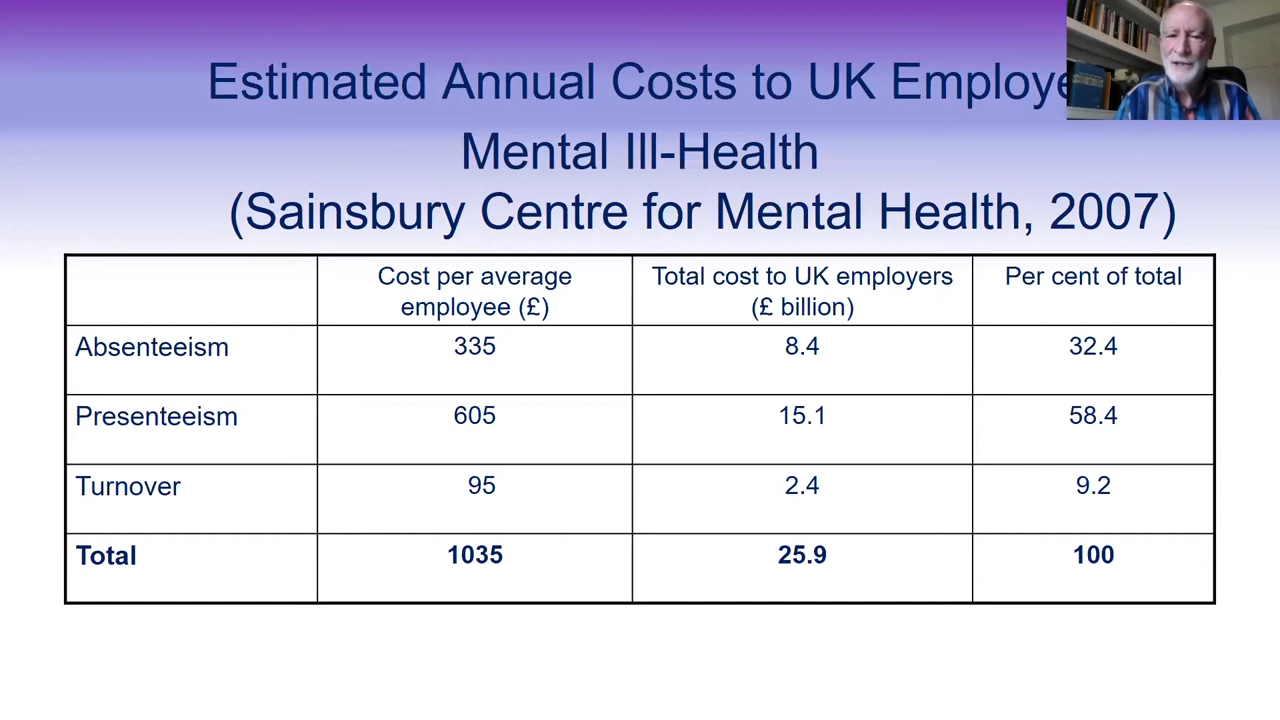 Estimated Annual Costs to UK
Mental Ill-Health
(Sainsbury Centre for Mental Health, 2007)
Cost per average employee (£) Total cost to UK employers (£ billion) Per cent of total
Absenteeism 335 8.4 32.4
Presenteeism 605 15.1 58.4
Turnover 95 2.4 9.2
Total 1035 25.9 100